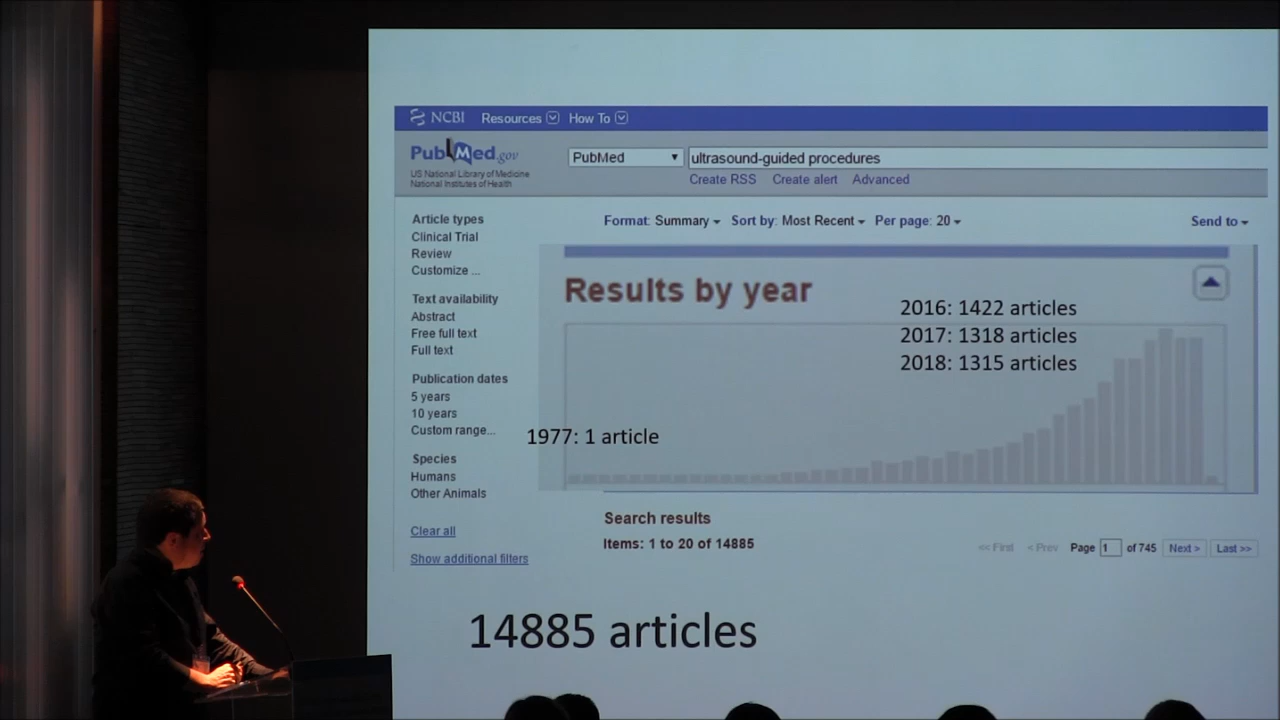 NCBI Resources How To
PubMed.gov
US National Library of Medicine
National Institutes of Health
PubMed
ultrasound-guided procedures
Create RSS Create alert Advanced
Article types
Clinical Trial
Review
Customize ...
Text availability
Abstract
Free full text
Full text
Publication dates
5 years
10 years
Custom range...
Species
Humans
Other Animals
Clear all
Show additional filters
Format: Summary Sort by: Most Recent Per page: 20
Send to
Results by year
2016: 1422 articles
2017: 1318 articles
2018: 1315 articles
1977: 1 article
Search results
Items: 1 to 20 of 14885
<< First < Prev Page 1 of 745 Next > Last >>
14885 articles